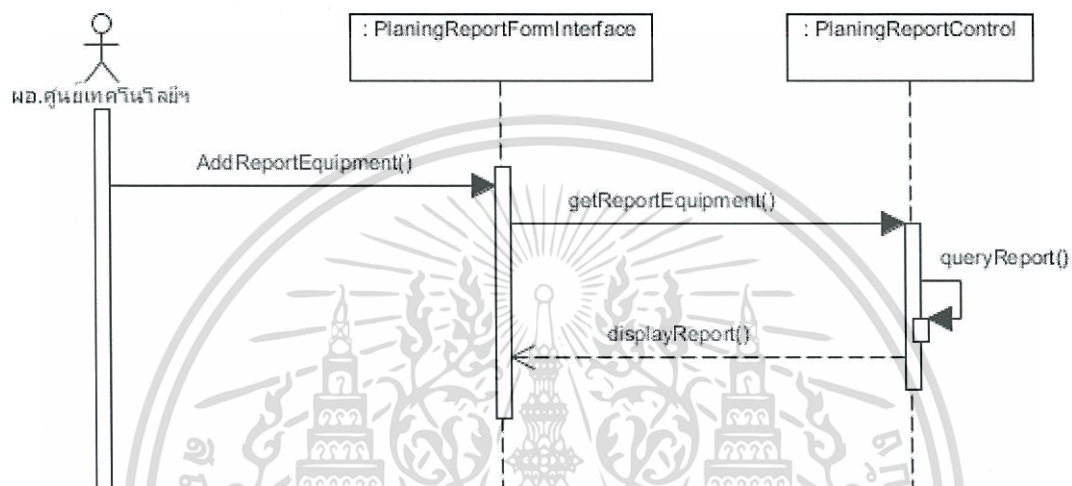 : PlaningReportFormInterface
: PlaningReportControl
ผอ.ศูนย์เทคโนโลยีฯ
AddReportEquipment()
getReportEquipment()
queryReport()
displayReport()